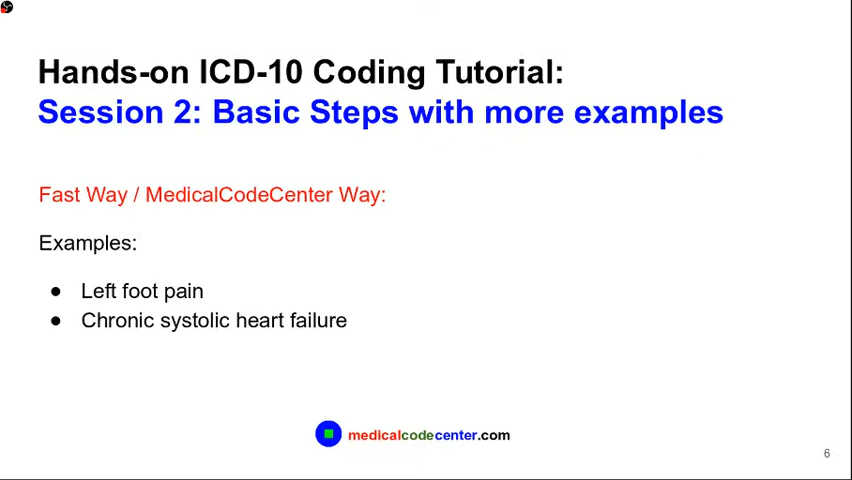 Hands-on ICD-10 Coding Tutorial:
Session 2: Basic Steps with more examples
Fast Way / MedicalCodeCenter Way:
Examples:
● Left foot pain
● Chronic systolic heart failure
medicalcodecenter.com
6